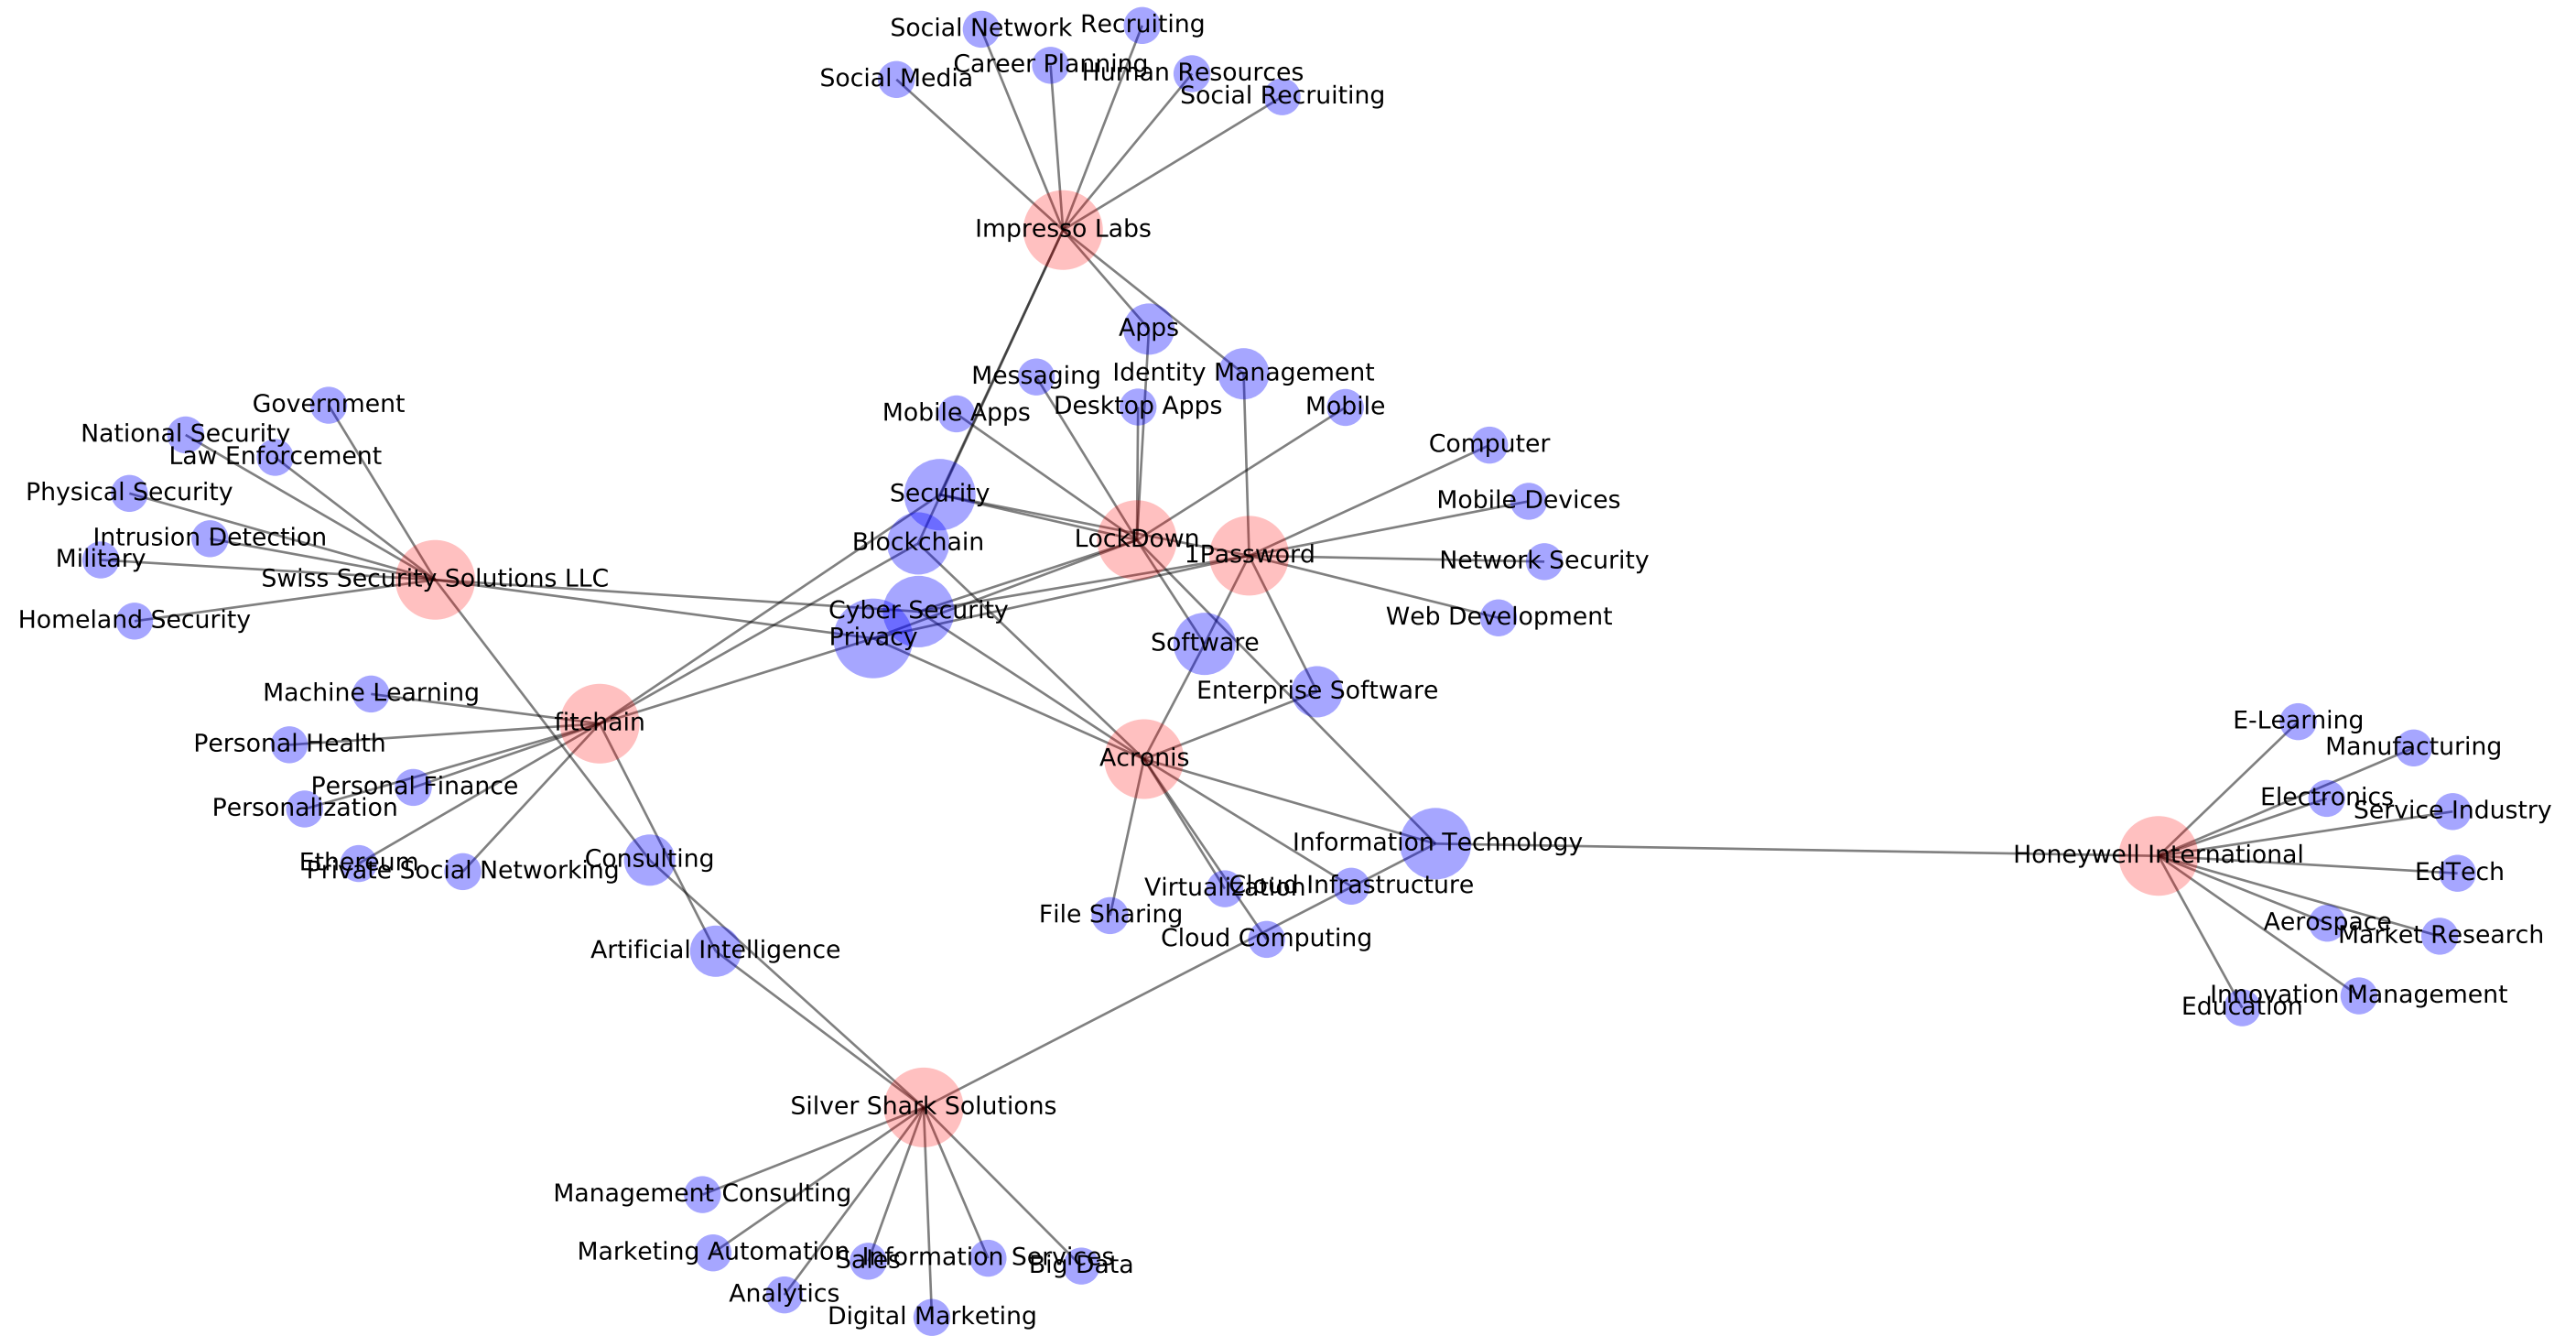 Social Network
Recruiting
Career Planning
Human Resources
Social Media
Social Recruiting
Impresso Labs
Apps
Messaging
Identity Management
Mobile Apps
Desktop Apps
Mobile
Government
National Security
Law Enforcement
Computer
Physical Security
Security
Mobile Devices
Intrusion Detection
Military
Blockchain
LockDown
1Password
Network Security
Swiss Security Solutions LLC
Homeland Security
Cyber Security
Privacy
Software
Web Development
Machine Learning
Enterprise Software
fitchain
E-Learning
Personal Health
Manufacturing
Acronis
Personal Finance
Personalization
Electronics
Service Industry
Information Technology
Honeywell International
Ethereum
Private Social Networking
Consulting
Virtualization
Cloud Infrastructure
EdTech
File Sharing
Cloud Computing
Aerospace
Market Research
Artificial Intelligence
Innovation Management
Education
Silver Shark Solutions
Management Consulting
Marketing Automation
Sales
Information Services
Big Data
Analytics
Digital Marketing